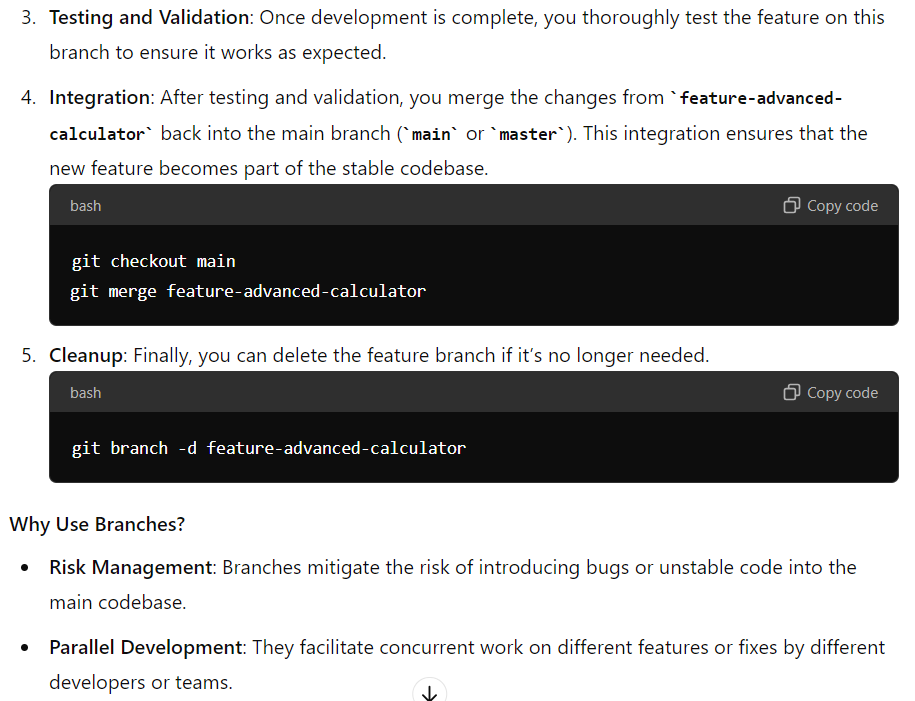 3. Testing and Validation: Once development is complete, you thoroughly test the feature on this
branch to ensure it works as expected.
4. Integration: After testing and validation, you merge the changes from `feature-advanced-
calculator` back into the main branch (`main` or `master`). This integration ensures that the
new feature becomes part of the stable codebase.
bash Copy code
git checkout main
git merge feature-advanced-calculator
5. Cleanup: Finally, you can delete the feature branch if it’s no longer needed.
bash Copy code
git branch -d feature-advanced-calculator
Why Use Branches?
• Risk Management: Branches mitigate the risk of introducing bugs or unstable code into the
main codebase.
• Parallel Development: They facilitate concurrent work on different features or fixes by different
developers or teams.